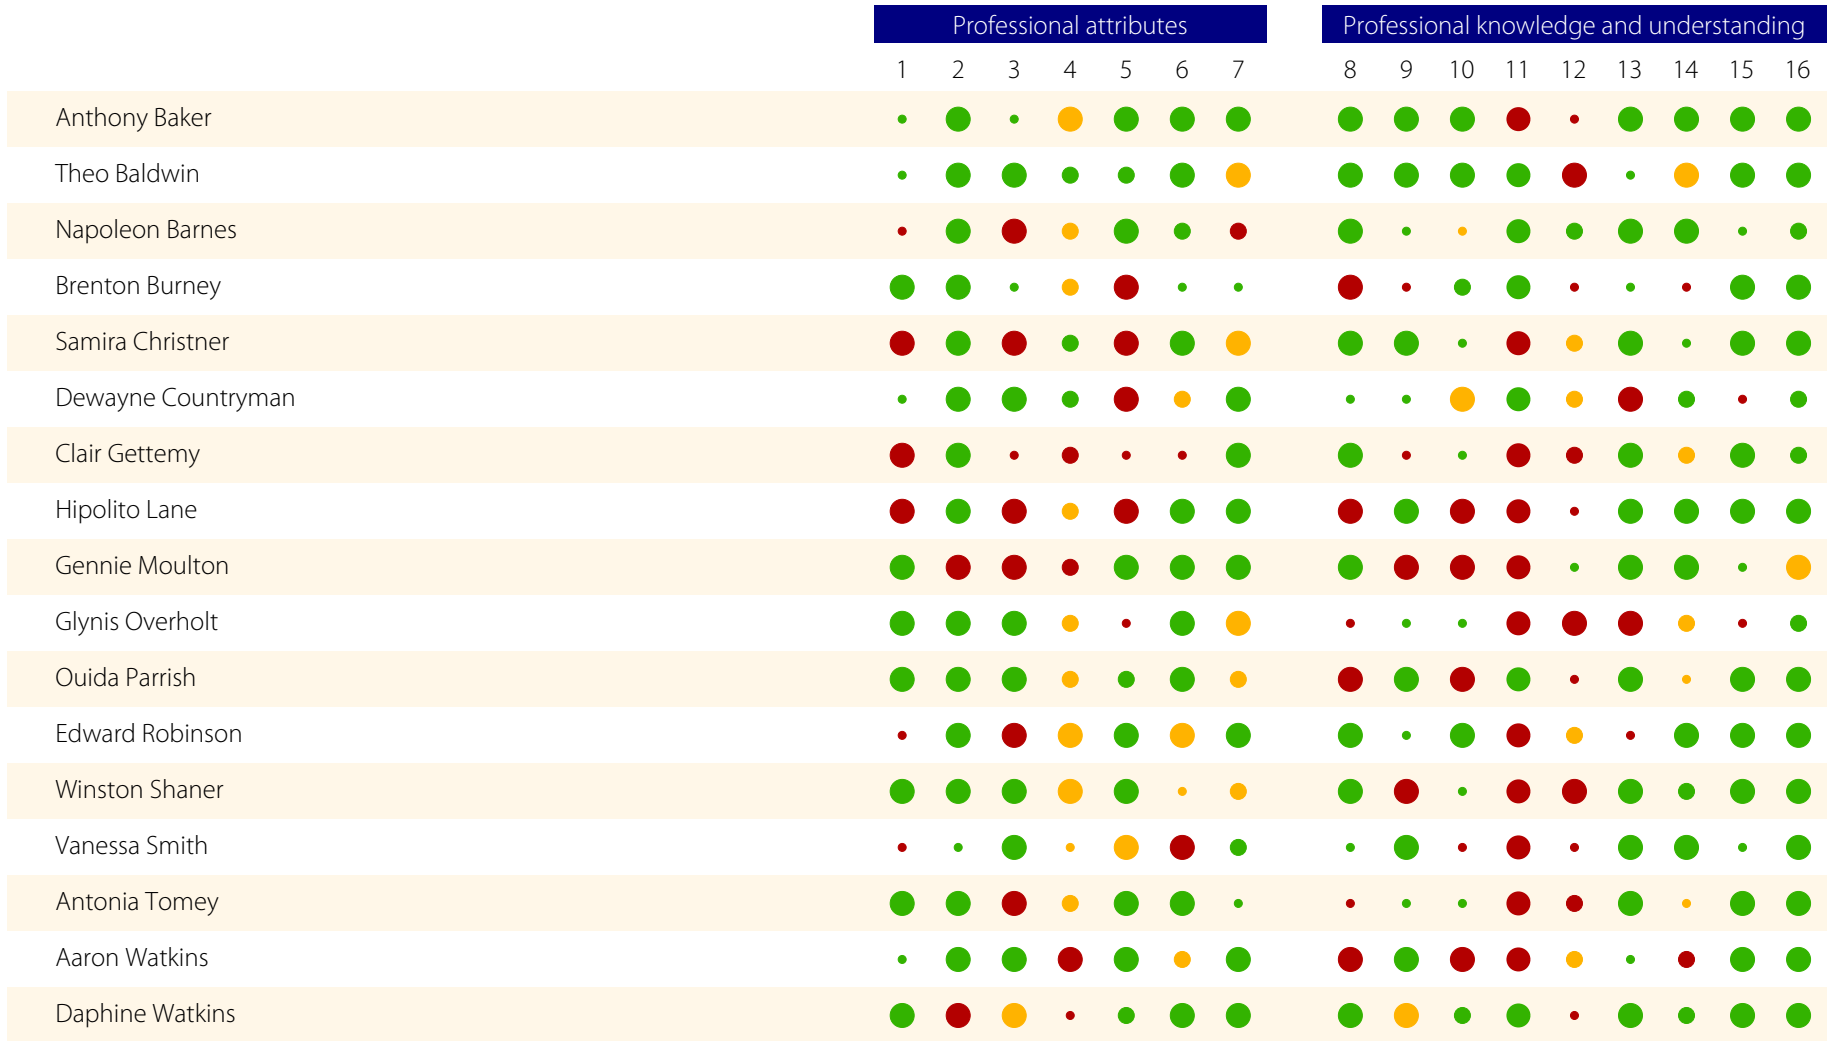 Professional attributes Professional knowledge and understanding
1 2 3 4 5 6 7 8 9 10 11 12 13 14 15 16
Anthony Baker
Theo Baldwin
Napoleon Barnes
Brenton Burney
Samira Christner
Dewayne Countryman
Clair Gettemy
Hipolito Lane
Gennie Moulton
Glynis Overholt
Ouida Parrish
Edward Robinson
Winston Shaner
Vanessa Smith
Antonia Tomey
Aaron Watkins
Daphine Watkins